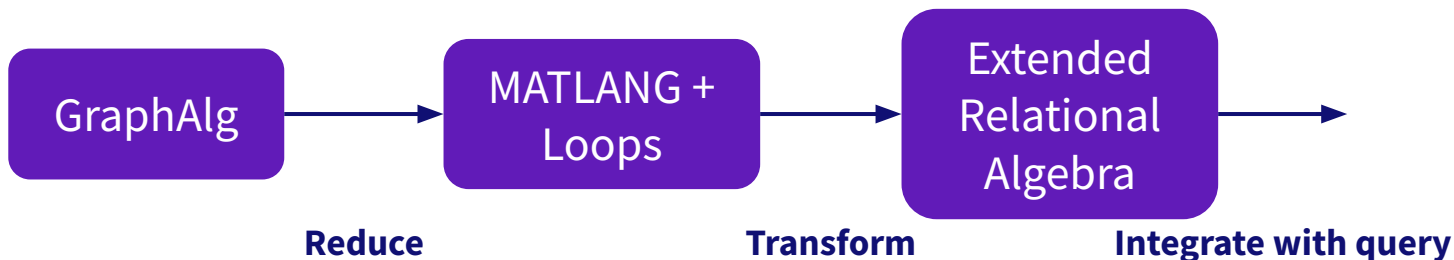 GraphAlg
MATLANG +
Loops
Extended
Relational
Algebra
Reduce
Transform
Integrate with query